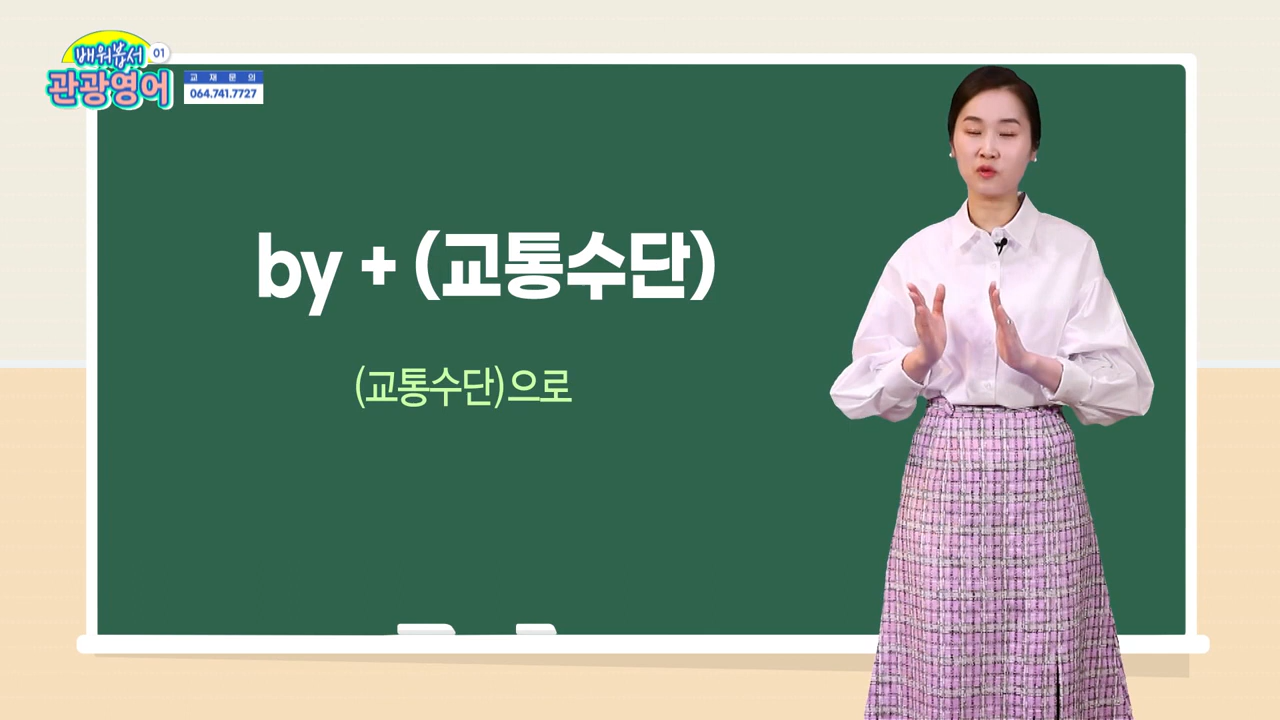 배워봅서 01
관광영어
교재문의
064.741.7727
by + (교통수단)
(교통수단)으로